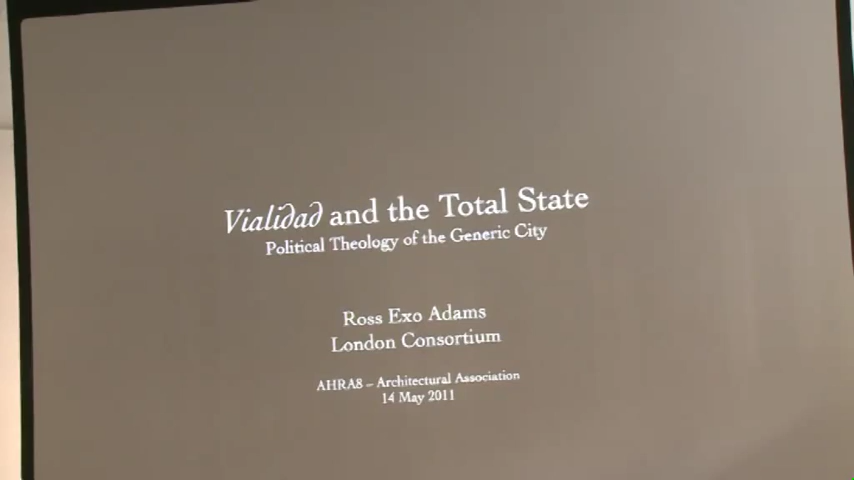 Vialidad and the Total State
Political Theology of the Generic City
Ross Exo Adams
London Consortium
AHRA8 – Architectural Association
14 May 2011